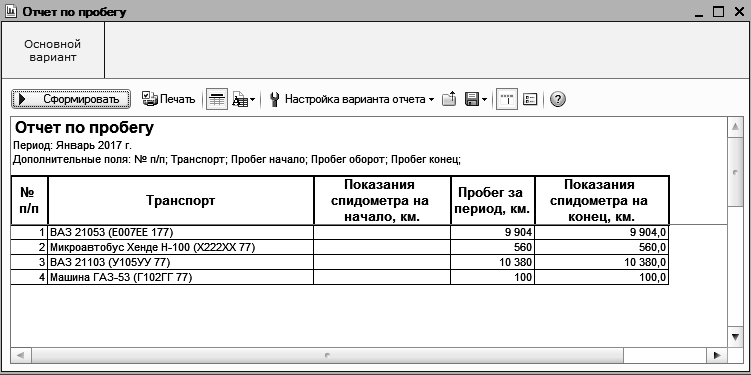 Отчет по пробегу
Основной
вариант
Сформировать Печать Настройка варианта отчета
Отчет по пробегу
Период: Январь 2017 г.
Дополнительные поля: № п/п; Транспорт; Пробег начало; Пробег оборот; Пробег конец;
№ п/п Транспорт Показания спидометра на начало, км. Пробег за период, км. Показания спидометра на конец, км.
1 ВАЗ 21053 (Е007ЕЕ 177) 9 904 9 904,0
2 Микроавтобус Хенде Н-100 (Х222ХХ 77) 560 560,0
3 ВАЗ 21103 (У105УУ 77) 10 380 10 380,0
4 Машина ГАЗ-53 (Г102ГГ 77) 100 100,0